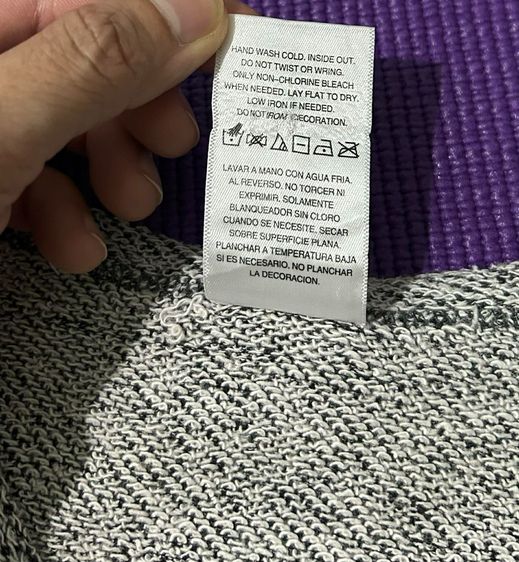 HAND WASH COLD. INSIDE OUT.
DO NOT TWIST OR WRING.
ONLY NON-CHLORINE BLEACH
WHEN NEEDED. LAY FLAT TO DRY.
LOW IRON IF NEEDED.
DO NOT IRON DECORATION.
LAVAR A MANO CON AGUA FRIA.
AL REVERSO. NO TORCER NI
EXPRIMIR. SOLAMENTE
BLANQUEADOR SIN CLORO
CUANDO SE NECESITE. SECAR
SOBRE SUPERFICIE PLANA.
PLANCHAR A TEMPERATURA BAJA
SI ES NECESARIO. NO PLANCHAR
LA DECORACION.